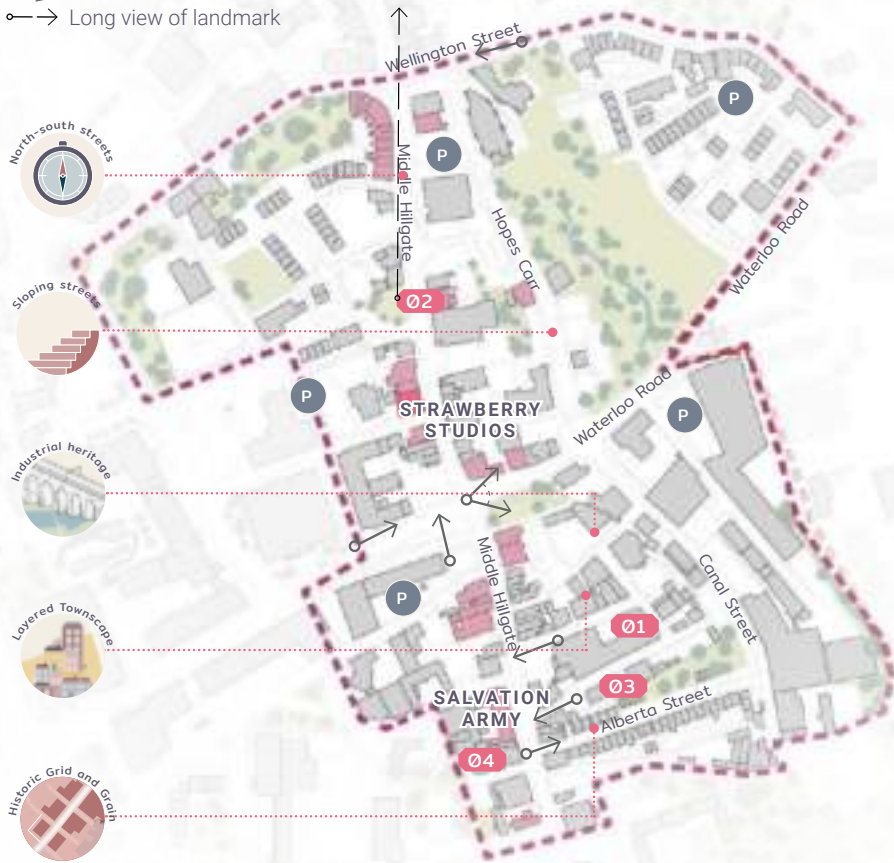 Long view of landmark
Wellington Street
P
North-south streets
P
Middle Hillgate
Hopes Carr
Waterloo Road
Sloping streets
02
P
Waterloo Road
P
STRAWBERRY
STUDIOS
Industrial heritage
Middle Hillgate
Canal Street
P
Layered Townscape
01
03
SALVATION
ARMY
Alberta Street
04
Historic Grid and Grain